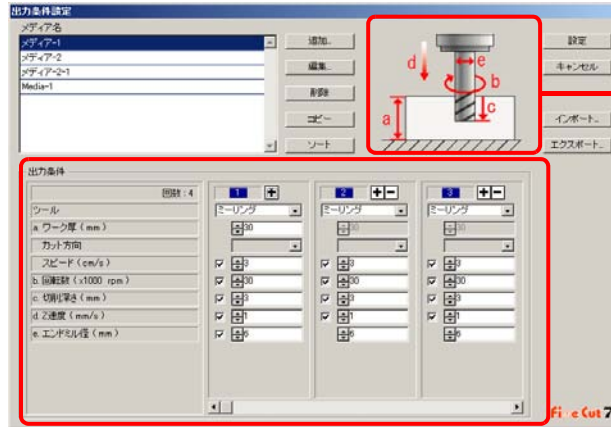 出力条件設定
メディア名
メディア-1
メディア-2
メディア-2-1
Media-1
追加...
編集...
削除
コピー
ソート
d
e
b
c
a
設定
キャンセル
インポート...
エクスポート...
出力条件
回数 : 4
1 + 2 +- 3 +-
ツール ミーリング ミーリング ミーリング
a. ワーク厚 ( mm ) 30 30 30
カット方向
スピード ( cm/s ) 3 3 3
b. 回転数 ( x1000 rpm ) 30 30 30
c. 切削深さ ( mm ) 3 3 3
d. Z速度 ( mm/s ) 1 1 1
e. エンドミル径 ( mm ) 6 6 6
Fine Cut 7